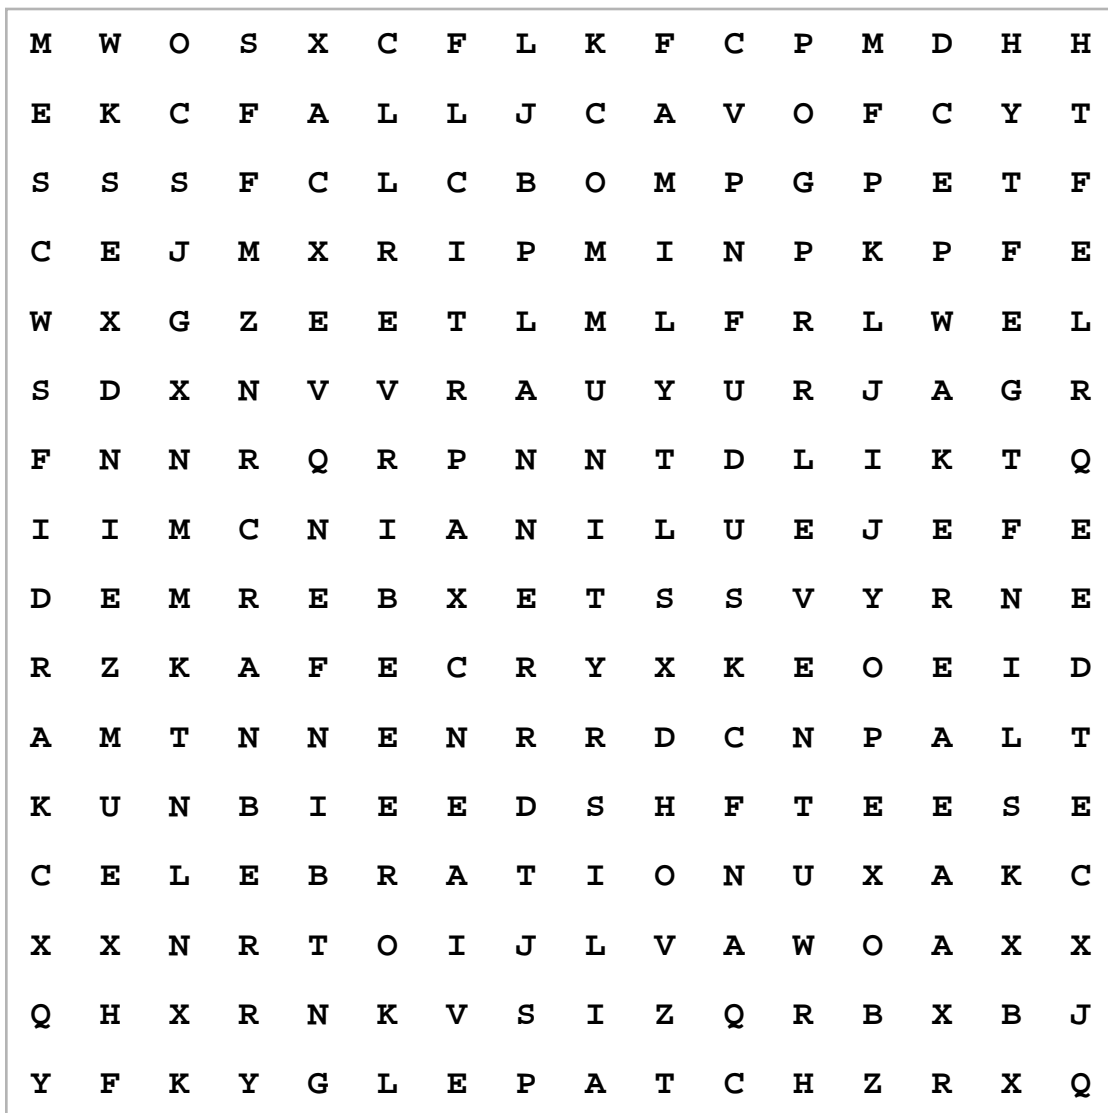 M W O S X C F L K F C P M D H H
E K C F A L L J C A V O F C Y T
S S S F C L C B O M P G P E T F
C E J M X R I P M I N P K P F E
W X G Z E E T L M L F R L W E L
S D X N V V R A U Y U R J A G R
F N N R Q R P N N T D L I K T Q
I I M C N I A N I L U E J E F E
D E M R E B X E T S S V Y R N E
R Z K A F E C R Y X K E O E I D
A M T N N E N R R D C N P A L T
K U N B I E E D S H F T E E S E
C E L E B R A T I O N U X A K C
X X N R T O I J L V A W O A X X
Q H X R N K V S I Z Q R B X B J
Y F K Y G L E P A T C H Z R X Q